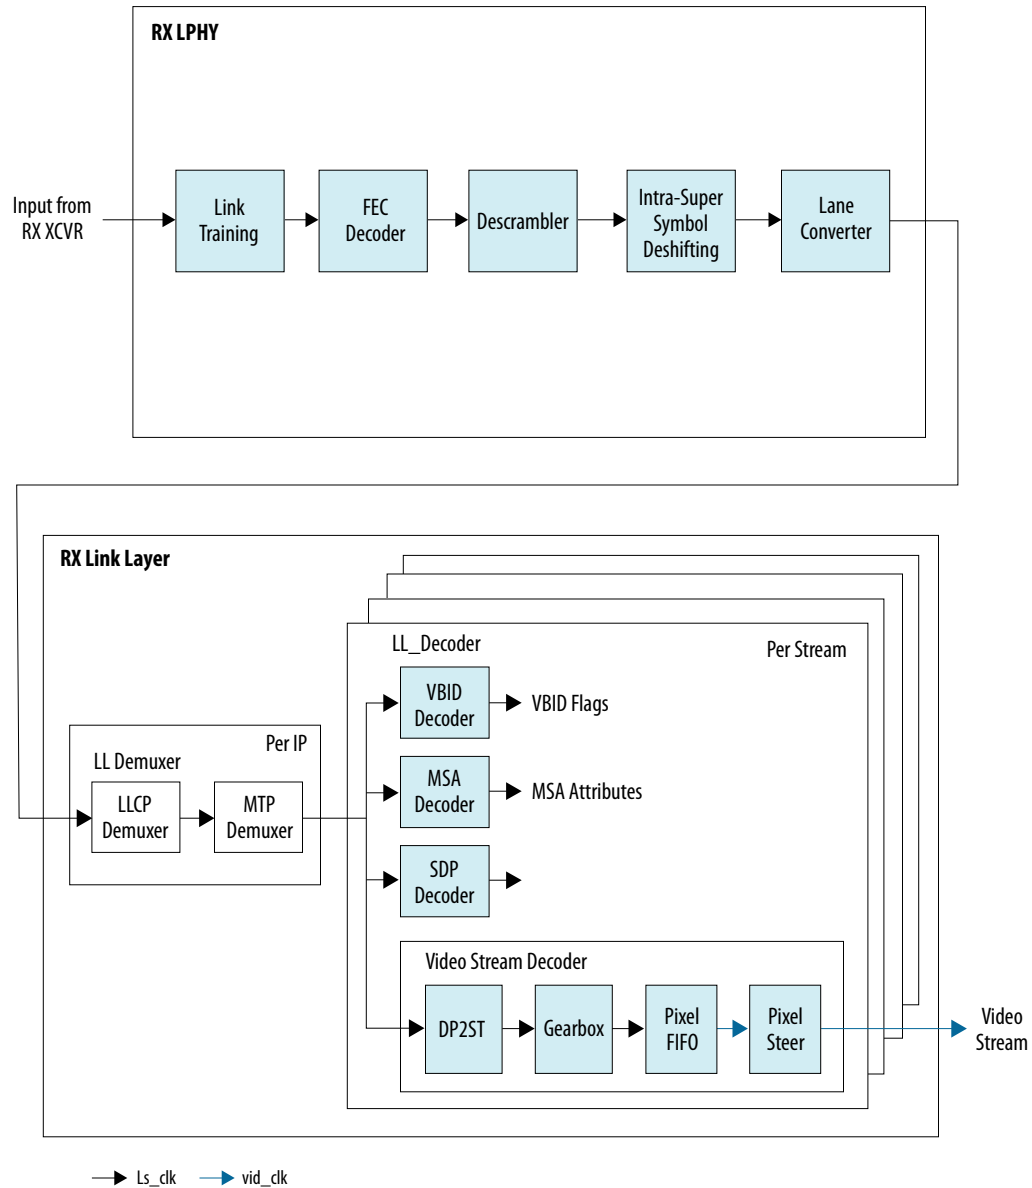 RX LPHY
Input from
RX XCVR
Link
Training
FEC
Decoder
Descrambler
Intra-Super
Symbol
Deshifting
Lane
Converter
RX Link Layer
LL_Decoder
Per Stream
VBID
Decoder
VBID Flags
Per IP
LL Demuxer
LLCP
Demuxer
MTP
Demuxer
MSA
Decoder
MSA Attributes
SDP
Decoder
Video Stream Decoder
DP2ST
Gearbox
Pixel
FIFO
Pixel
Steer
Video
Stream
Ls_clk
vid_clk